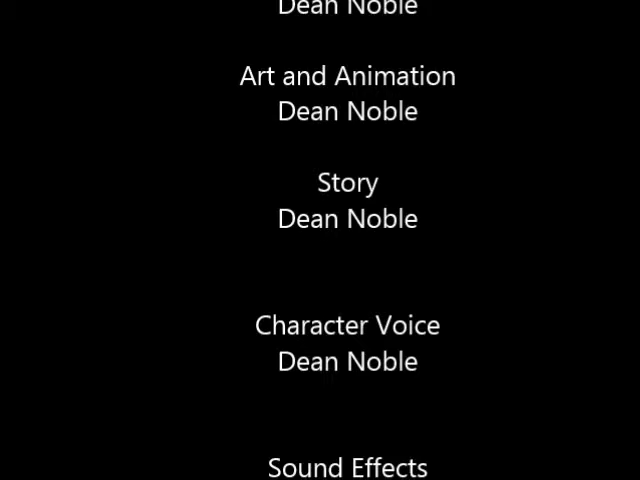 Dean Noble
Art and Animation
Dean Noble
Story
Dean Noble
Character Voice
Dean Noble
Sound Effects